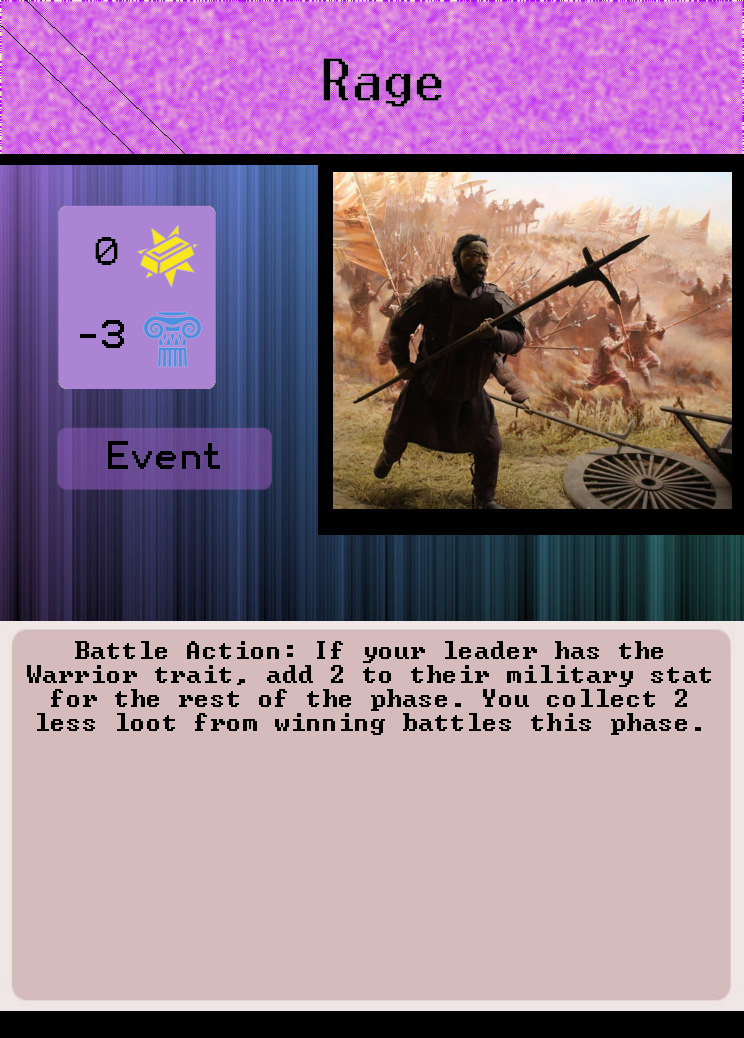 Rage
0
-3
Event
Battle Action: If your leader has the
Warrior trait, add 2 to their military stat
for the rest of the phase. You collect 2
less loot from winning battles this phase.